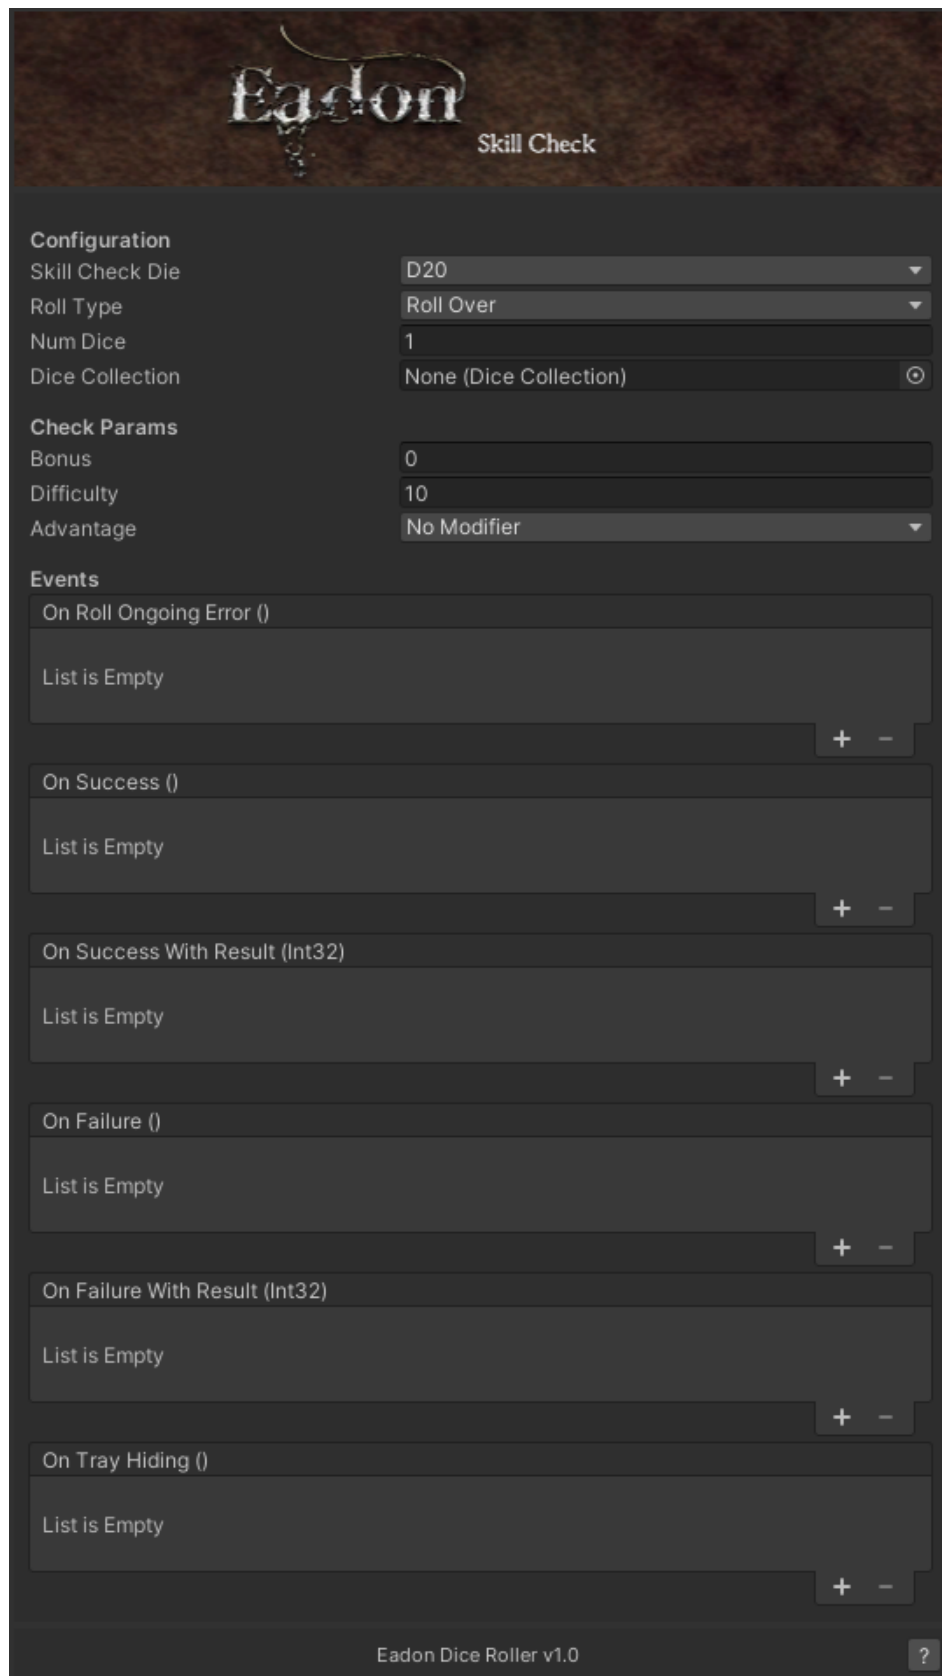 Eadon
Skill Check
Configuration
Skill Check Die D20
Roll Type Roll Over
Num Dice 1
Dice Collection None (Dice Collection)
Check Params
Bonus 0
Difficulty 10
Advantage No Modifier
Events
On Roll Ongoing Error ()
List is Empty
+ -
On Success ()
List is Empty
+ -
On Success With Result (Int32)
List is Empty
+ -
On Failure ()
List is Empty
+ -
On Failure With Result (Int32)
List is Empty
+ -
On Tray Hiding ()
List is Empty
+ -
Eadon Dice Roller v1.0 ?